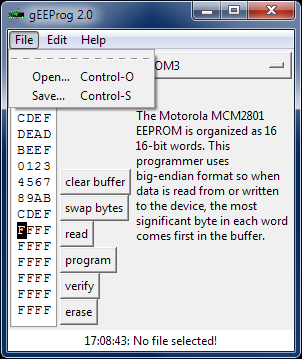 gEEProg 2.0
File Edit Help
Open... Control-O
Save... Control-S
ROM3
CDEF
DEAD
BEEF
0123
4567
89AB
CDEF
FFFF
FFFF
FFFF
FFFF
FFFF
FFFF
clear buffer
swap bytes
read
program
verify
erase
The Motorola MCM2801
EEPROM is organized as 16
16-bit words. This
programmer uses
big-endian format so when
data is read from or written
to the device, the most
significant byte in each word
comes first in the buffer.
17:08:43: No file selected!